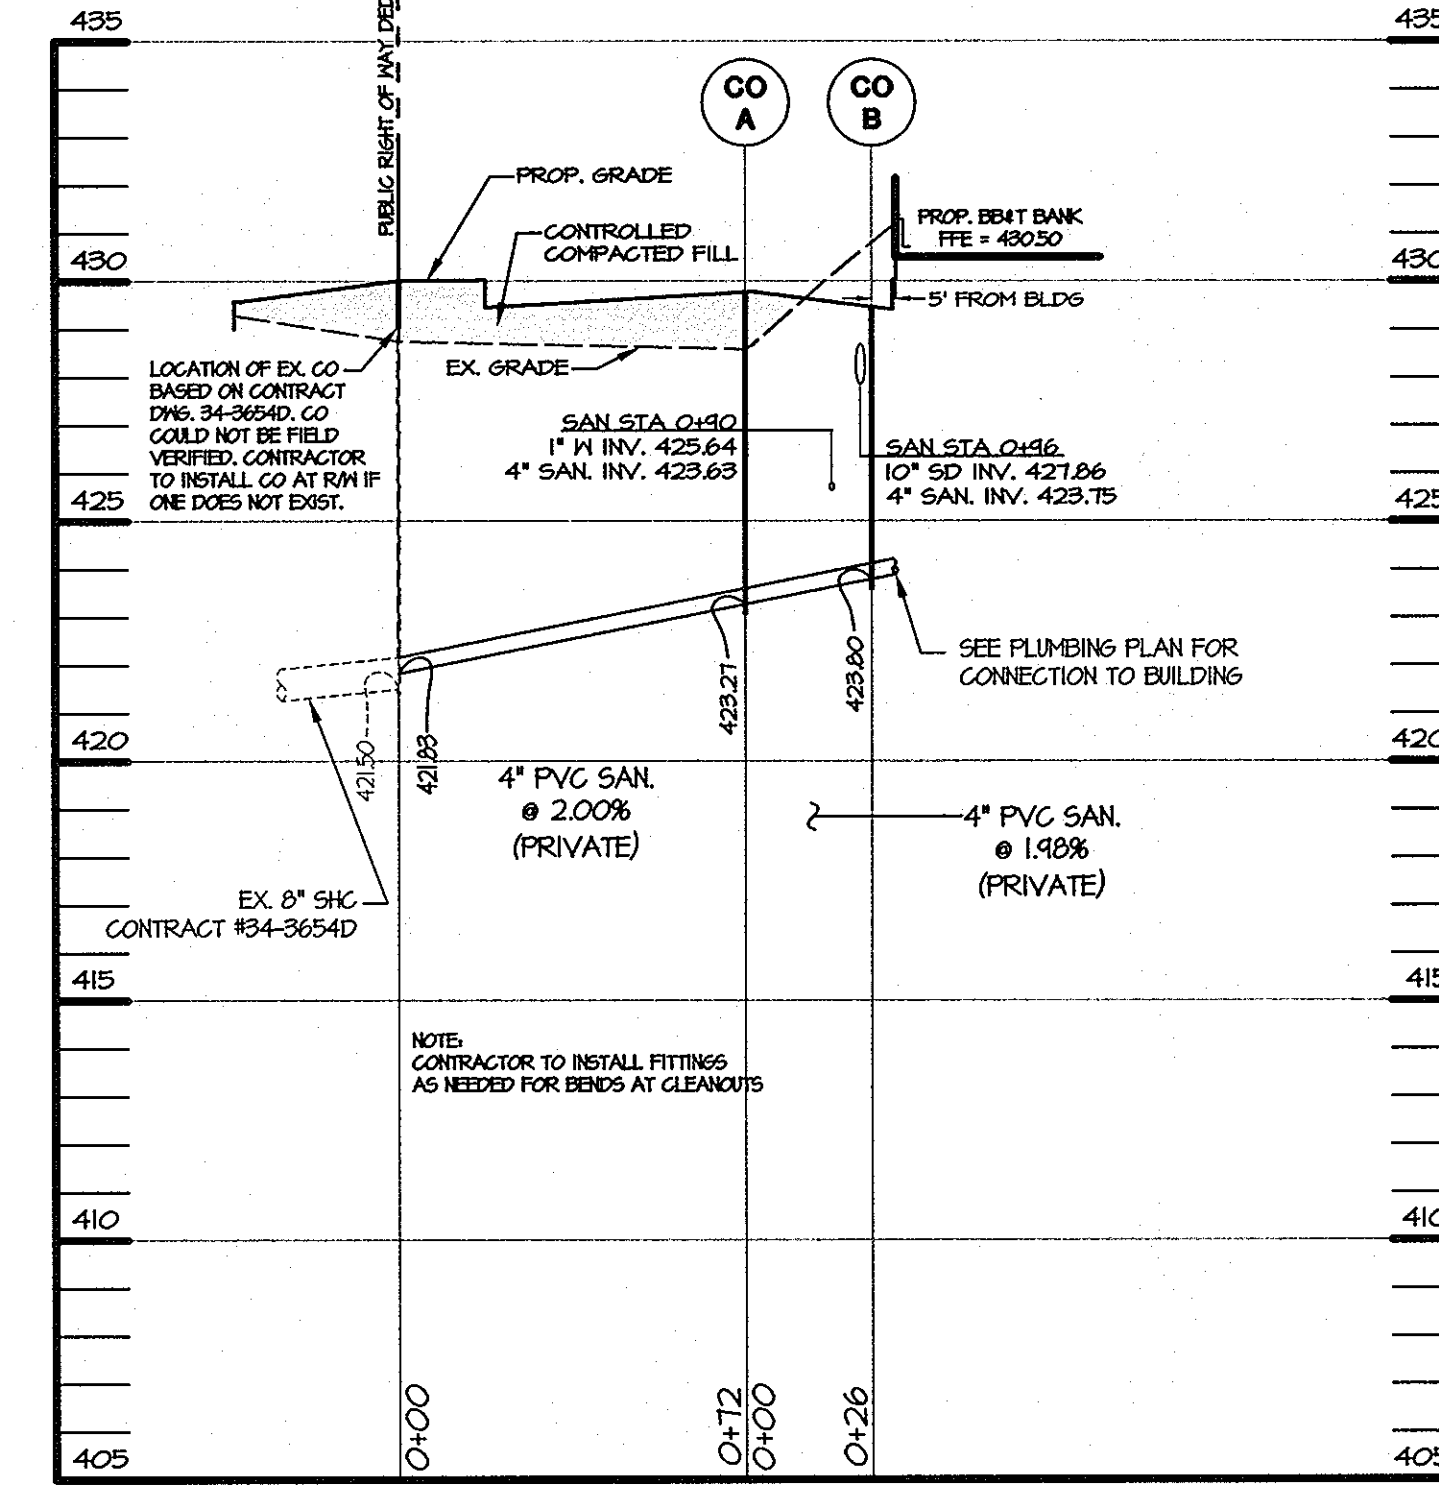 435
435
PUBLIC RIGHT OF WAY DED
CO
A
CO
B
PROP. GRADE
CONTROLLED
COMPACTED FILL
PROP. BB&T BANK
FFE = 430.50
430
430
5' FROM BLDG
LOCATION OF EX. CO
BASED ON CONTRACT
DWG. 34-3654D. CO
COULD NOT BE FIELD
VERIFIED. CONTRACTOR
TO INSTALL CO AT R/W IF
ONE DOES NOT EXIST.
EX. GRADE
SAN STA 0+90
1" W INV. 425.64
4" SAN. INV. 423.63
SAN STA 0+96
10" SD INV. 427.86
4" SAN. INV. 423.75
425
425
SEE PLUMBING PLAN FOR
CONNECTION TO BUILDING
421.50
421.83
423.27
423.80
420
420
4" PVC SAN.
@ 2.00%
(PRIVATE)
4" PVC SAN.
@ 1.98%
(PRIVATE)
EX. 8" SHC
CONTRACT #34-3654D
415
415
NOTE:
CONTRACTOR TO INSTALL FITTINGS
AS NEEDED FOR BENDS AT CLEANOUTS
410
410
0+00
0+72
0+00
0+26
405
405